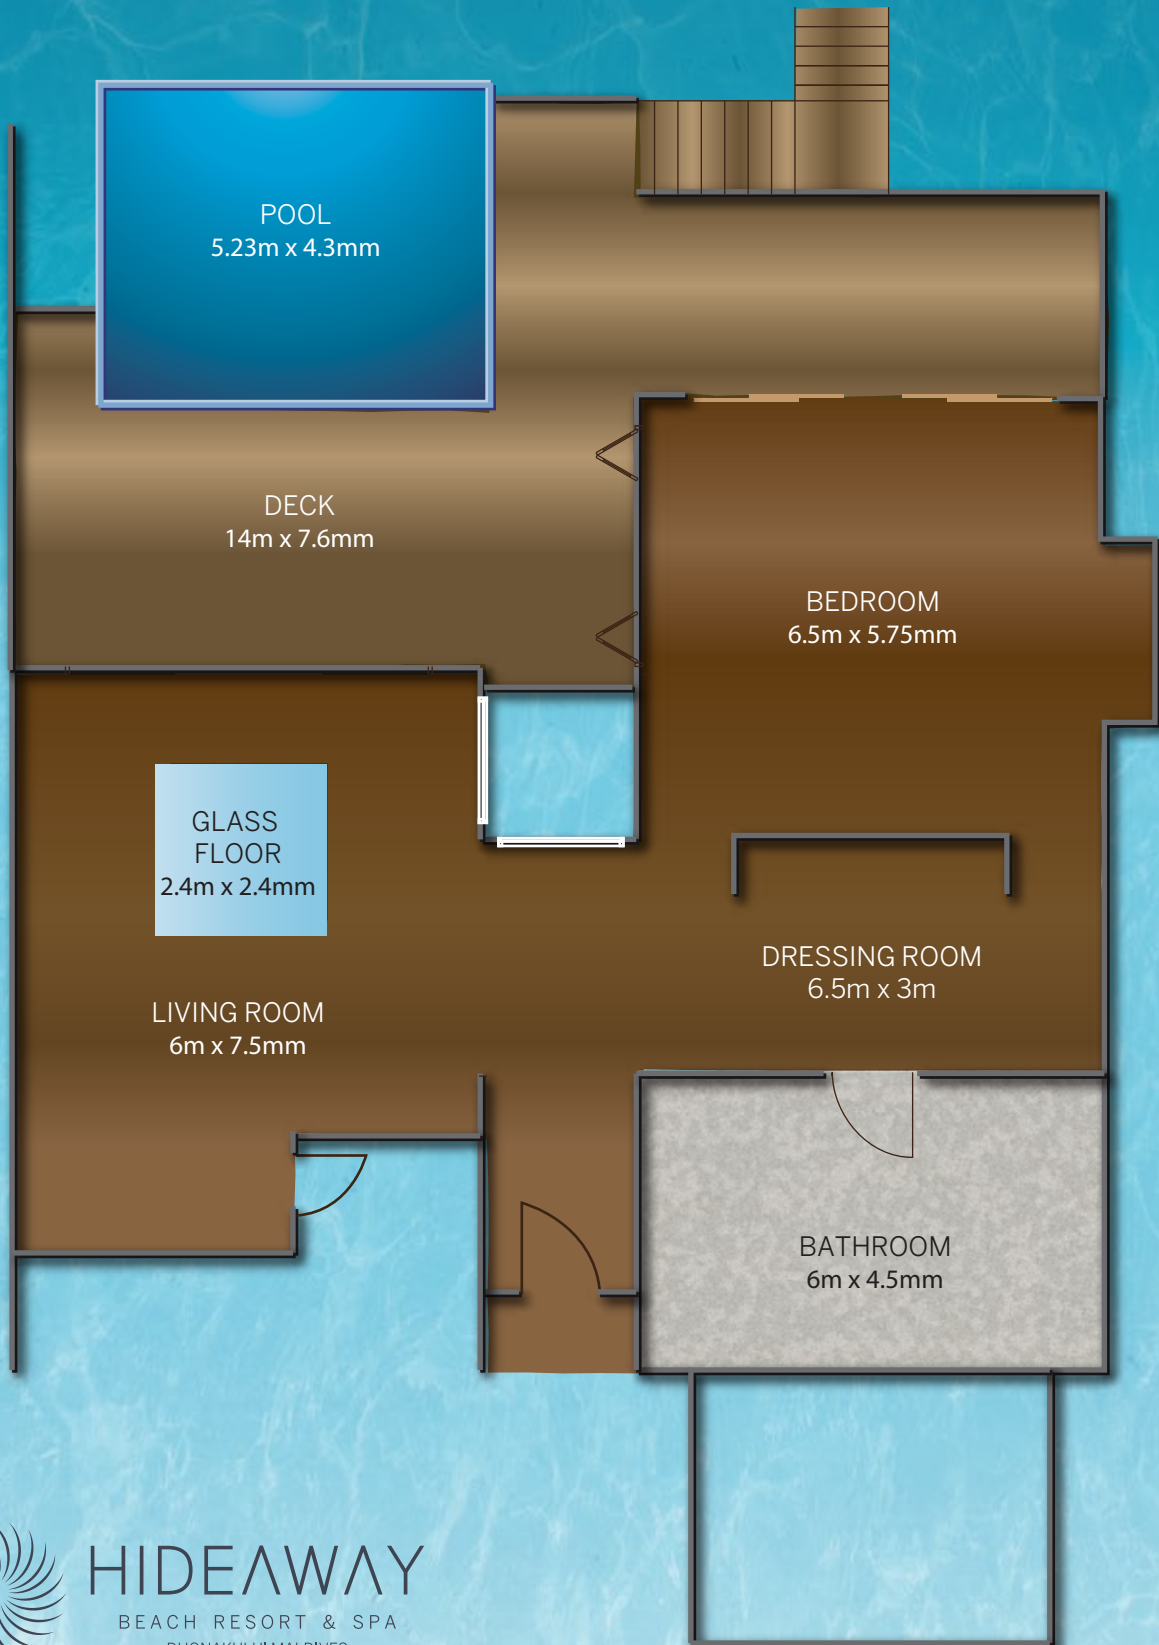 POOL
5.23m x 4.3mm
DECK
14m x 7.6mm
BEDROOM
6.5m x 5.75mm
GLASS
FLOOR
2.4m x 2.4mm
DRESSING ROOM
6.5m x 3m
LIVING ROOM
6m x 7.5mm
BATHROOM
6m x 4.5mm
HIDEAWAY
BEACH RESORT & SPA